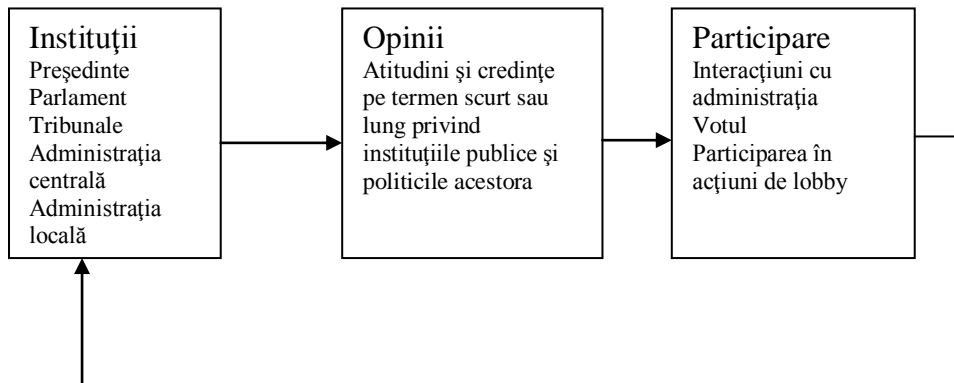 Instituţii
Preşedinte
Parlament
Tribunale
Administraţia
centrală
Administraţia
locală
Opinii
Atitudini şi credinţe
pe termen scurt sau
lung privind
instituţiile publice şi
politicile acestora
Participare
Interacţiuni cu
administraţia
Votul
Participarea în
acţiuni de lobby